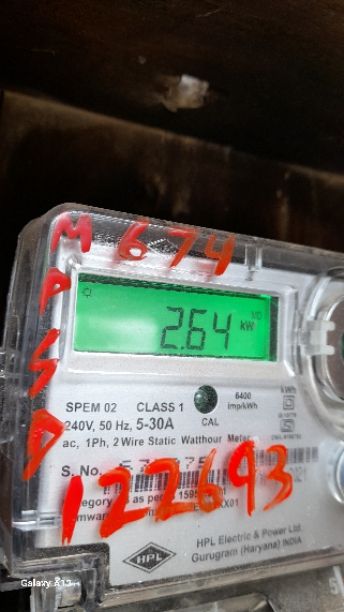 M 674
P
S
D
MD
2.64 kW
SPEM 02 CLASS 1
6400
imp/kWh
240V, 50 Hz, 5-30A
CAL
ac, 1Ph, 2 Wire Static Watthour Meter
S. No.
122693
HPL Electric & Power Ltd.
Gurugram (Haryana) INDIA
HPL
Galaxy A13